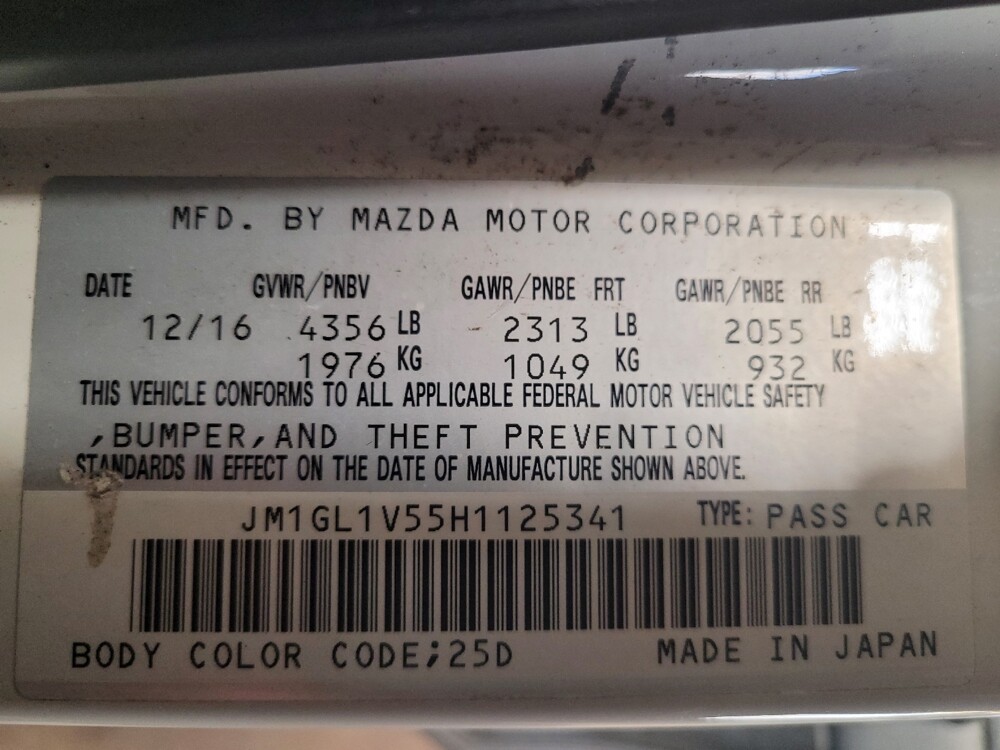 MFD. BY MAZDA MOTOR CORPORATION
DATE GVWR/PNBV GAWR/PNBE FRT GAWR/PNBE RR
12/16 4356 LB 2313 LB 2055 LB
1976 KG 1049 KG 932 KG
THIS VEHICLE CONFORMS TO ALL APPLICABLE FEDERAL MOTOR VEHICLE SAFETY
,BUMPER,AND THEFT PREVENTION
STANDARDS IN EFFECT ON THE DATE OF MANUFACTURE SHOWN ABOVE.
JM1GL1V55H1125341 TYPE: PASS CAR
BODY COLOR CODE;25D MADE IN JAPAN